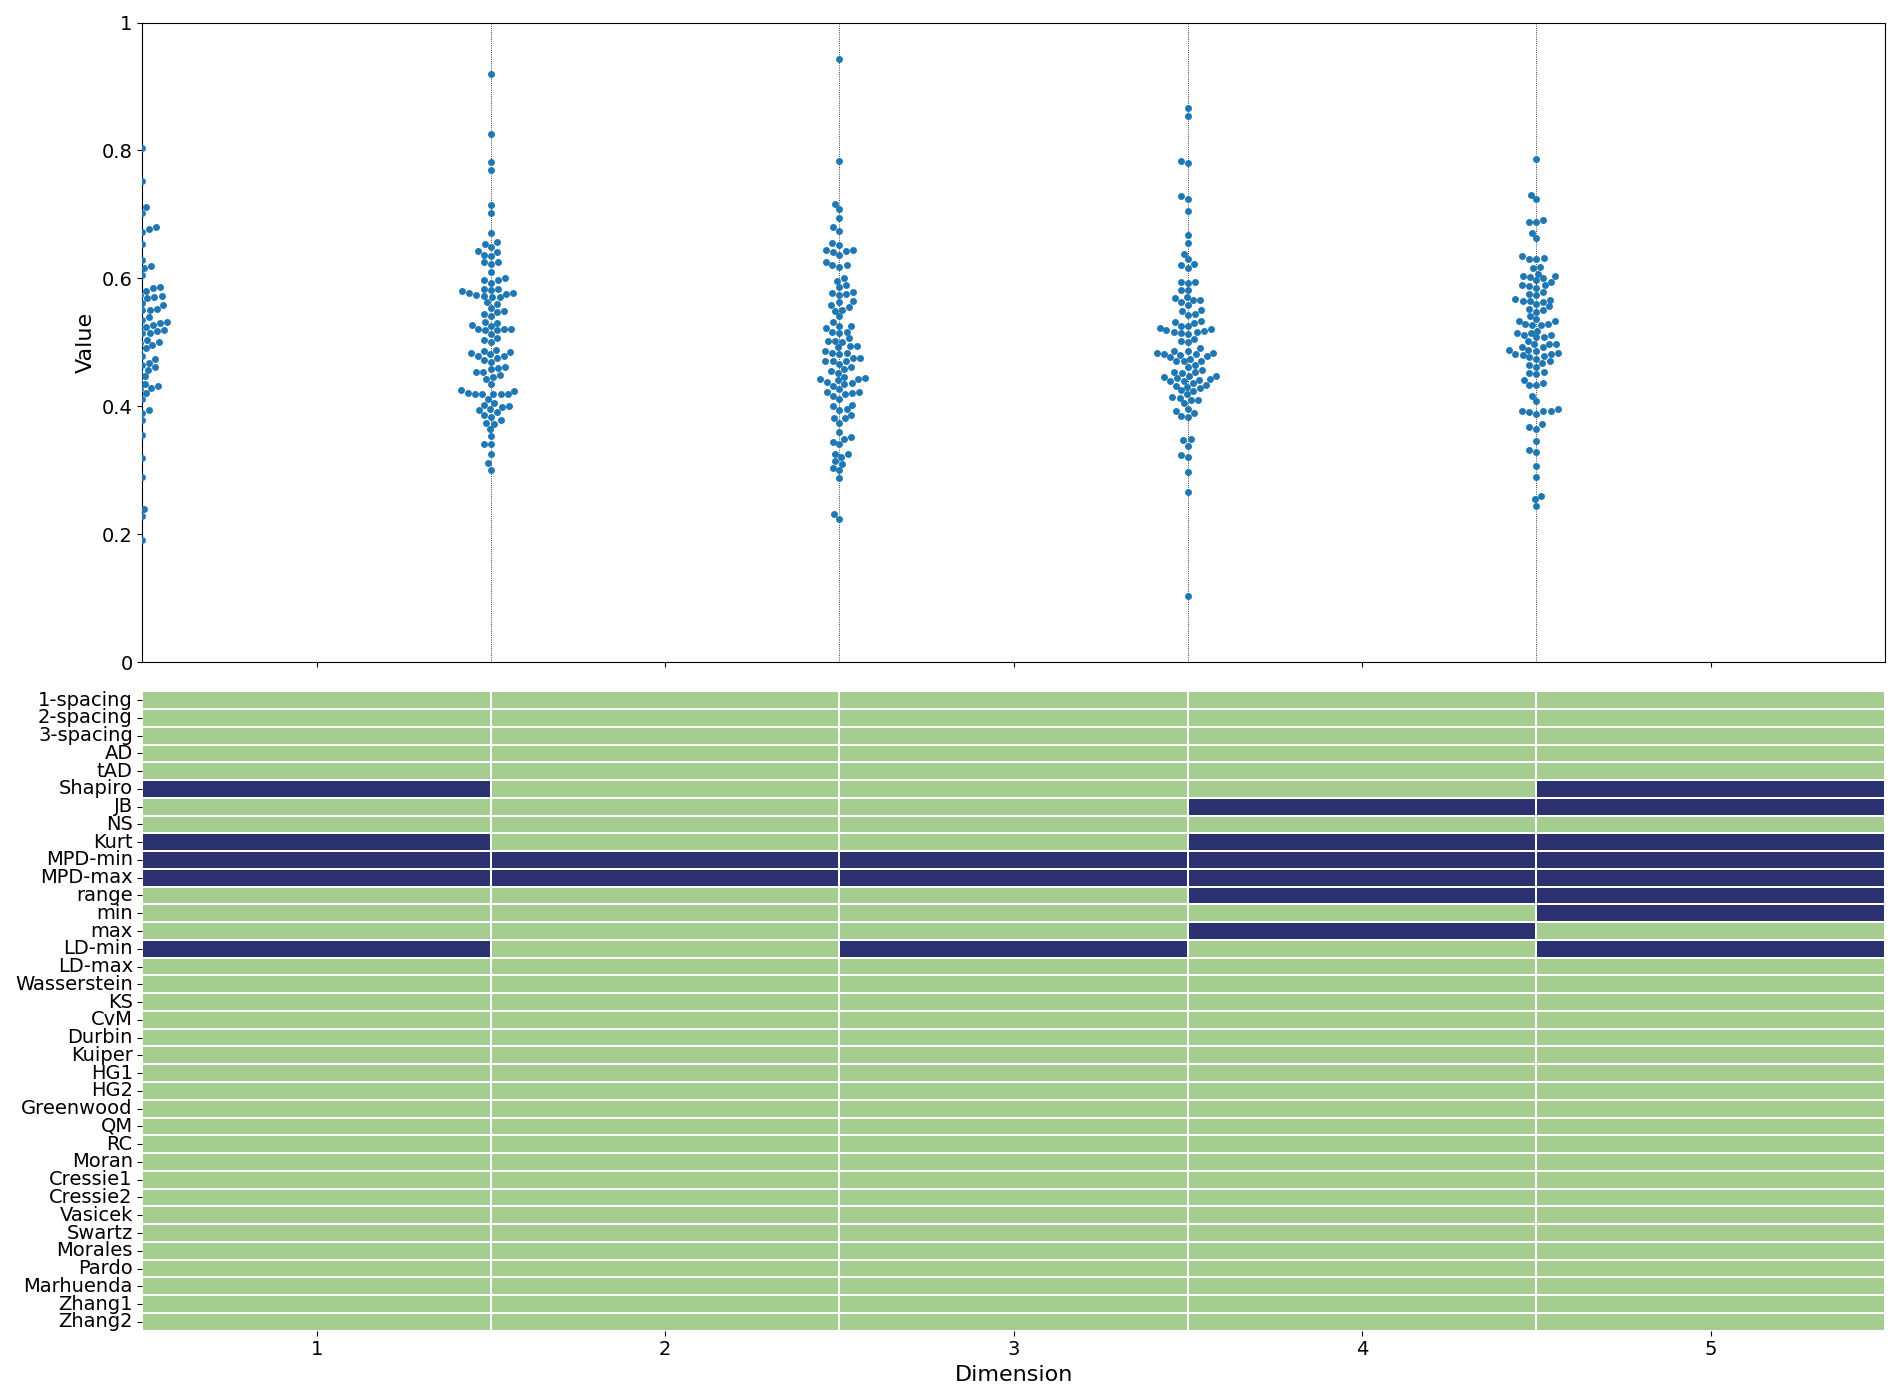 1
0.8
0.6
0.4
0.2
0
Value
1-spacing
2-spacing
3-spacing
AD
tAD
Shapiro
JB
NS
Kurt
MPD-min
MPD-max
range
min
max
LD-min
LD-max
Wasserstein
KS
CvM
Durbin
Kuiper
HG1
HG2
Greenwood
QM
RC
Moran
Cressie1
Cressie2
Vasicek
Swartz
Morales
Pardo
Marhuenda
Zhang1
Zhang2
1 2 3 4 5
Dimension